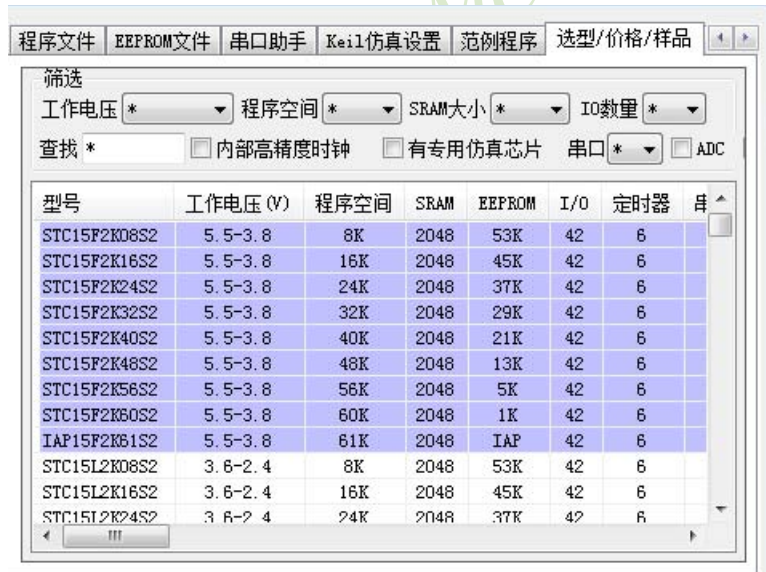 程序文件 EEPROM文件 串口助手 Keil仿真设置 范例程序 选型/价格/样品
筛选
工作电压 * 程序空间 * SRAM大小 * IO数量 *
查找 * 内部高精度时钟 有专用仿真芯片 串口 * ADC
型号 工作电压(V) 程序空间 SRAM EEPROM I/O 定时器 串
STC15F2K08S2 5.5-3.8 8K 2048 53K 42 6
STC15F2K16S2 5.5-3.8 16K 2048 45K 42 6
STC15F2K24S2 5.5-3.8 24K 2048 37K 42 6
STC15F2K32S2 5.5-3.8 32K 2048 29K 42 6
STC15F2K40S2 5.5-3.8 40K 2048 21K 42 6
STC15F2K48S2 5.5-3.8 48K 2048 13K 42 6
STC15F2K56S2 5.5-3.8 56K 2048 5K 42 6
STC15F2K60S2 5.5-3.8 60K 2048 1K 42 6
IAP15F2K61S2 5.5-3.8 61K 2048 IAP 42 6
STC15L2K08S2 3.6-2.4 8K 2048 53K 42 6
STC15L2K16S2 3.6-2.4 16K 2048 45K 42 6
STC15L2K24S2 3.6-2.4 24K 2048 37K 42 6